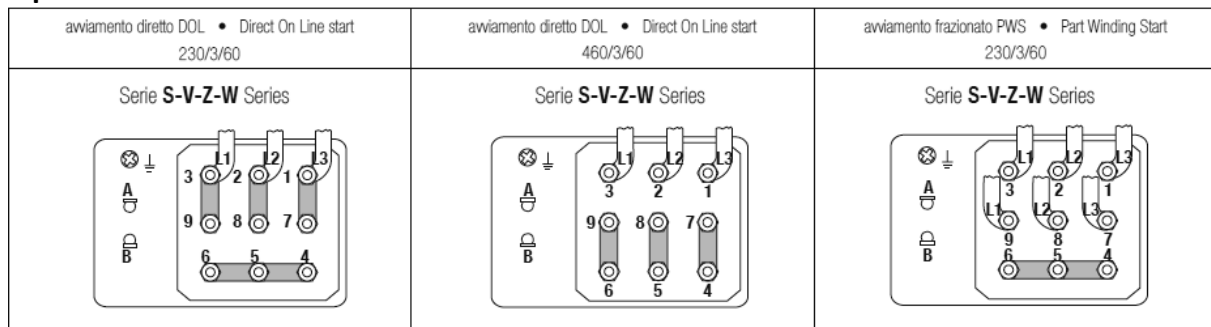 avviamento diretto DOL • Direct On Line start
230/3/60
Serie S-V-Z-W Series
L1 L2 L3
3 2 1
A
9 8 7
B
6 5 4
avviamento diretto DOL • Direct On Line start
460/3/60
Serie S-V-Z-W Series
L1 L2 L3
3 2 1
A
9 8 7
B
6 5 4
avviamento frazionato PWS • Part Winding Start
230/3/60
Serie S-V-Z-W Series
L1 L2 L3
3 2 1
A
L1 L2 L3
9 8 7
B
6 5 4